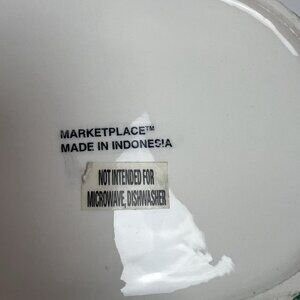 MARKETPLACE™
MADE IN INDONESIA
NOT INTENDED FOR
MICROWAVE, DISHWASHER